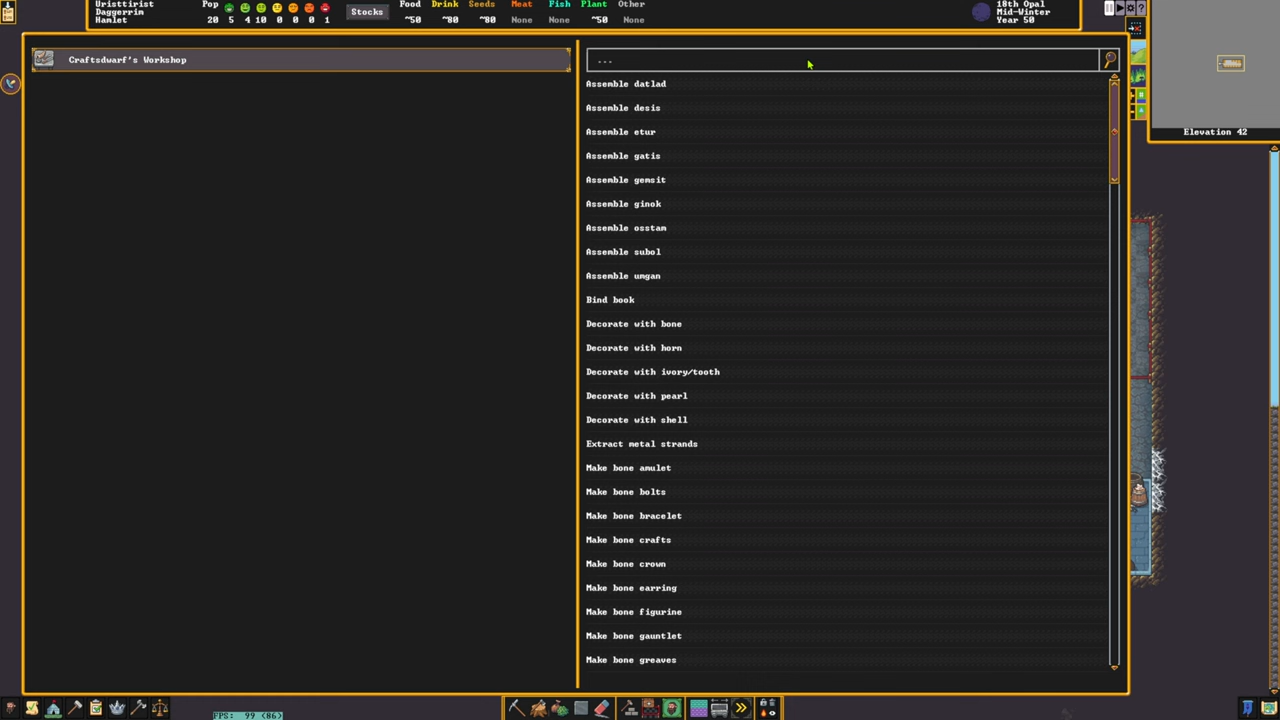 Uristtirist
Daggerrim
Hamlet
Pop
20 5 4 10 0 0 0 1
Stocks
Food Drink Seeds Meat Fish Plant Other
~50 ~80 ~80 None None ~50 None
18th Opal
Mid-Winter
Year 50
Elevation 42
Craftsdwarf's Workshop
...
Assemble datlad
Assemble desis
Assemble etur
Assemble gatis
Assemble gemsit
Assemble ginok
Assemble osstam
Assemble subol
Assemble umgan
Bind book
Decorate with bone
Decorate with horn
Decorate with ivory/tooth
Decorate with pearl
Decorate with shell
Extract metal strands
Make bone amulet
Make bone bolts
Make bone bracelet
Make bone crafts
Make bone crown
Make bone earring
Make bone figurine
Make bone gauntlet
Make bone greaves
FPS: 99 (86)